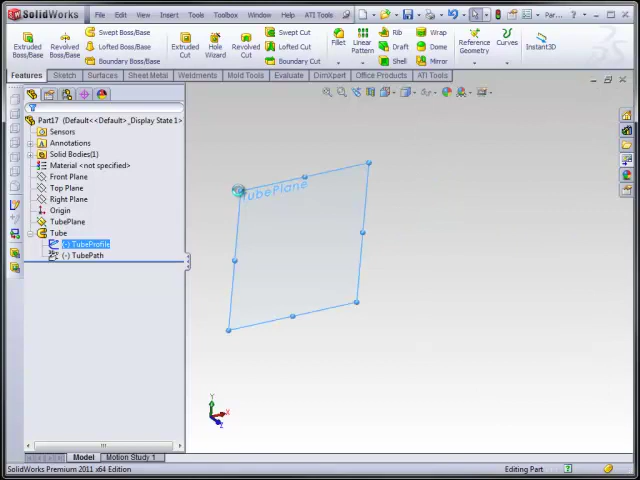 SolidWorks File Edit View Insert Tools Toolbox Window Help ATI Tools Par...
Extruded Boss/Base
Revolved Boss/Base
Swept Boss/Base
Lofted Boss/Base
Boundary Boss/Base
Extruded Cut
Hole Wizard
Revolved Cut
Swept Cut
Lofted Cut
Boundary Cut
Fillet
Linear Pattern
Rib
Draft
Shell
Wrap
Dome
Mirror
Reference Geometry
Curves
Instant3D
Features Sketch Surfaces Sheet Metal Weldments Mold Tools Evaluate DimXpert Office Products ATI Tools
Part17 (Default<<Default>_Display State 1>)
Sensors
Annotations
Solid Bodies(1)
Material <not specified>
Front Plane
Top Plane
Right Plane
Origin
TubePlane
Tube
(-) TubeProfile
(-) TubePath
TubePlane
Y
X
Z
Model Motion Study 1
SolidWorks Premium 2011 x64 Edition Editing Part